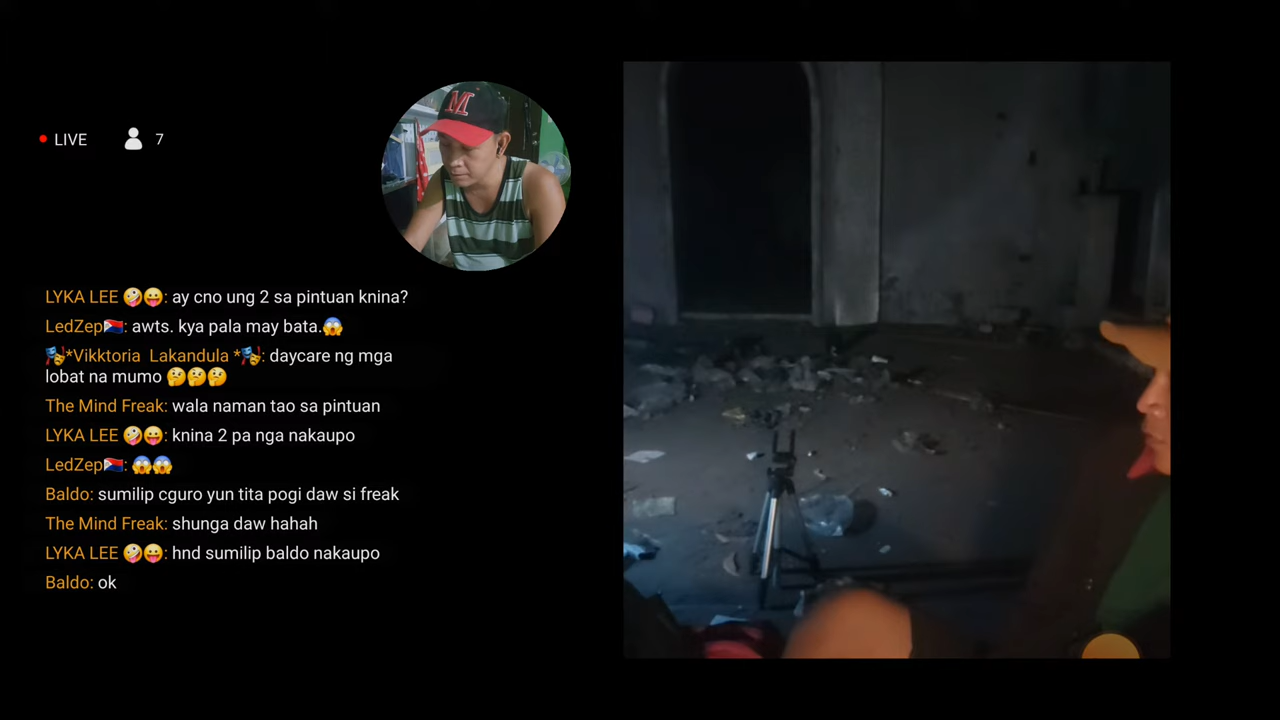 M
LIVE 7
LYKA LEE 🤪😛: ay cno ung 2 sa pintuan knina?
LedZep🇵🇭: awts. kya pala may bata.😱
🎭*Vikktoria Lakandula *🎭: daycare ng mga
lobat na mumo 🤔🤔🤔
The Mind Freak: wala naman tao sa pintuan
LYKA LEE 🤪😛: knina 2 pa nga nakaupo
LedZep🇵🇭: 😱😱
Baldo: sumilip cguro yun tita pogi daw si freak
The Mind Freak: shunga daw hahah
LYKA LEE 🤪😛: hnd sumilip baldo nakaupo
Baldo: ok